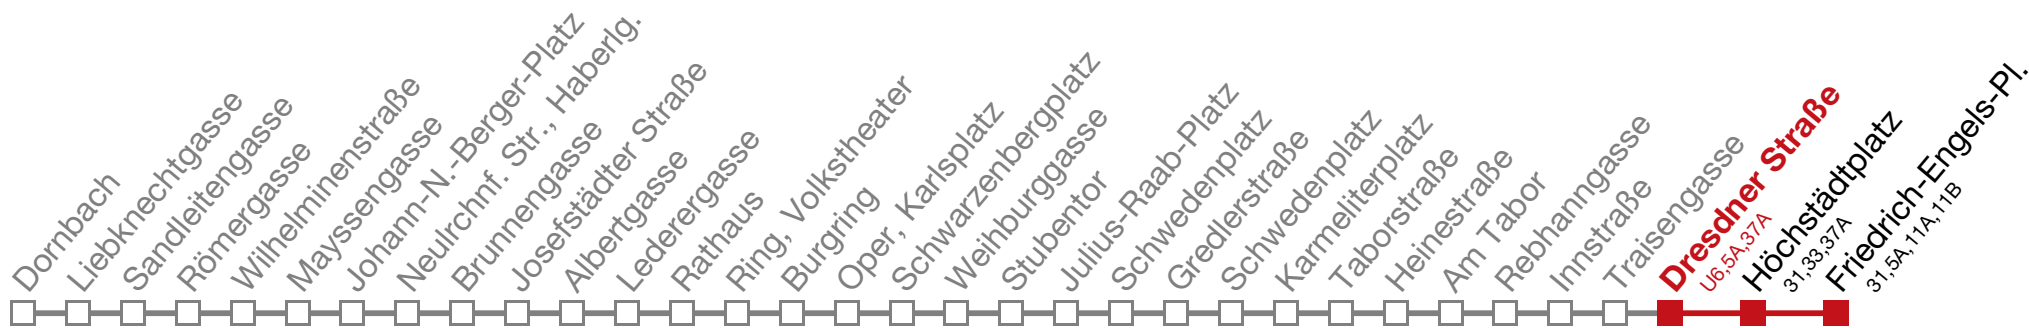 Dornbach
Liebknechtgasse
Sandleitengasse
Römergasse
Wilhelminenstraße
Mayssengasse
Johann-N.-Berger-Platz
Neulrchnf. Str., Haberlg.
Brunnengasse
Josefstädter Straße
Albertgasse
Lederergasse
Rathaus
Ring, Volkstheater
Burgring
Oper, Karlsplatz
Schwarzenbergplatz
Weihburggasse
Stubentor
Julius-Raab-Platz
Schwedenplatz
Gredlerstraße
Schwedenplatz
Karmeliterplatz
Taborstraße
Heinestraße
Am Tabor
Rebhanngasse
Innstraße
Traisengasse
Dresdner Straße
U6,5A,37A
Höchstädtplatz
31,33,37A
Friedrich-Engels-Pl.
31,5A,11A,11B